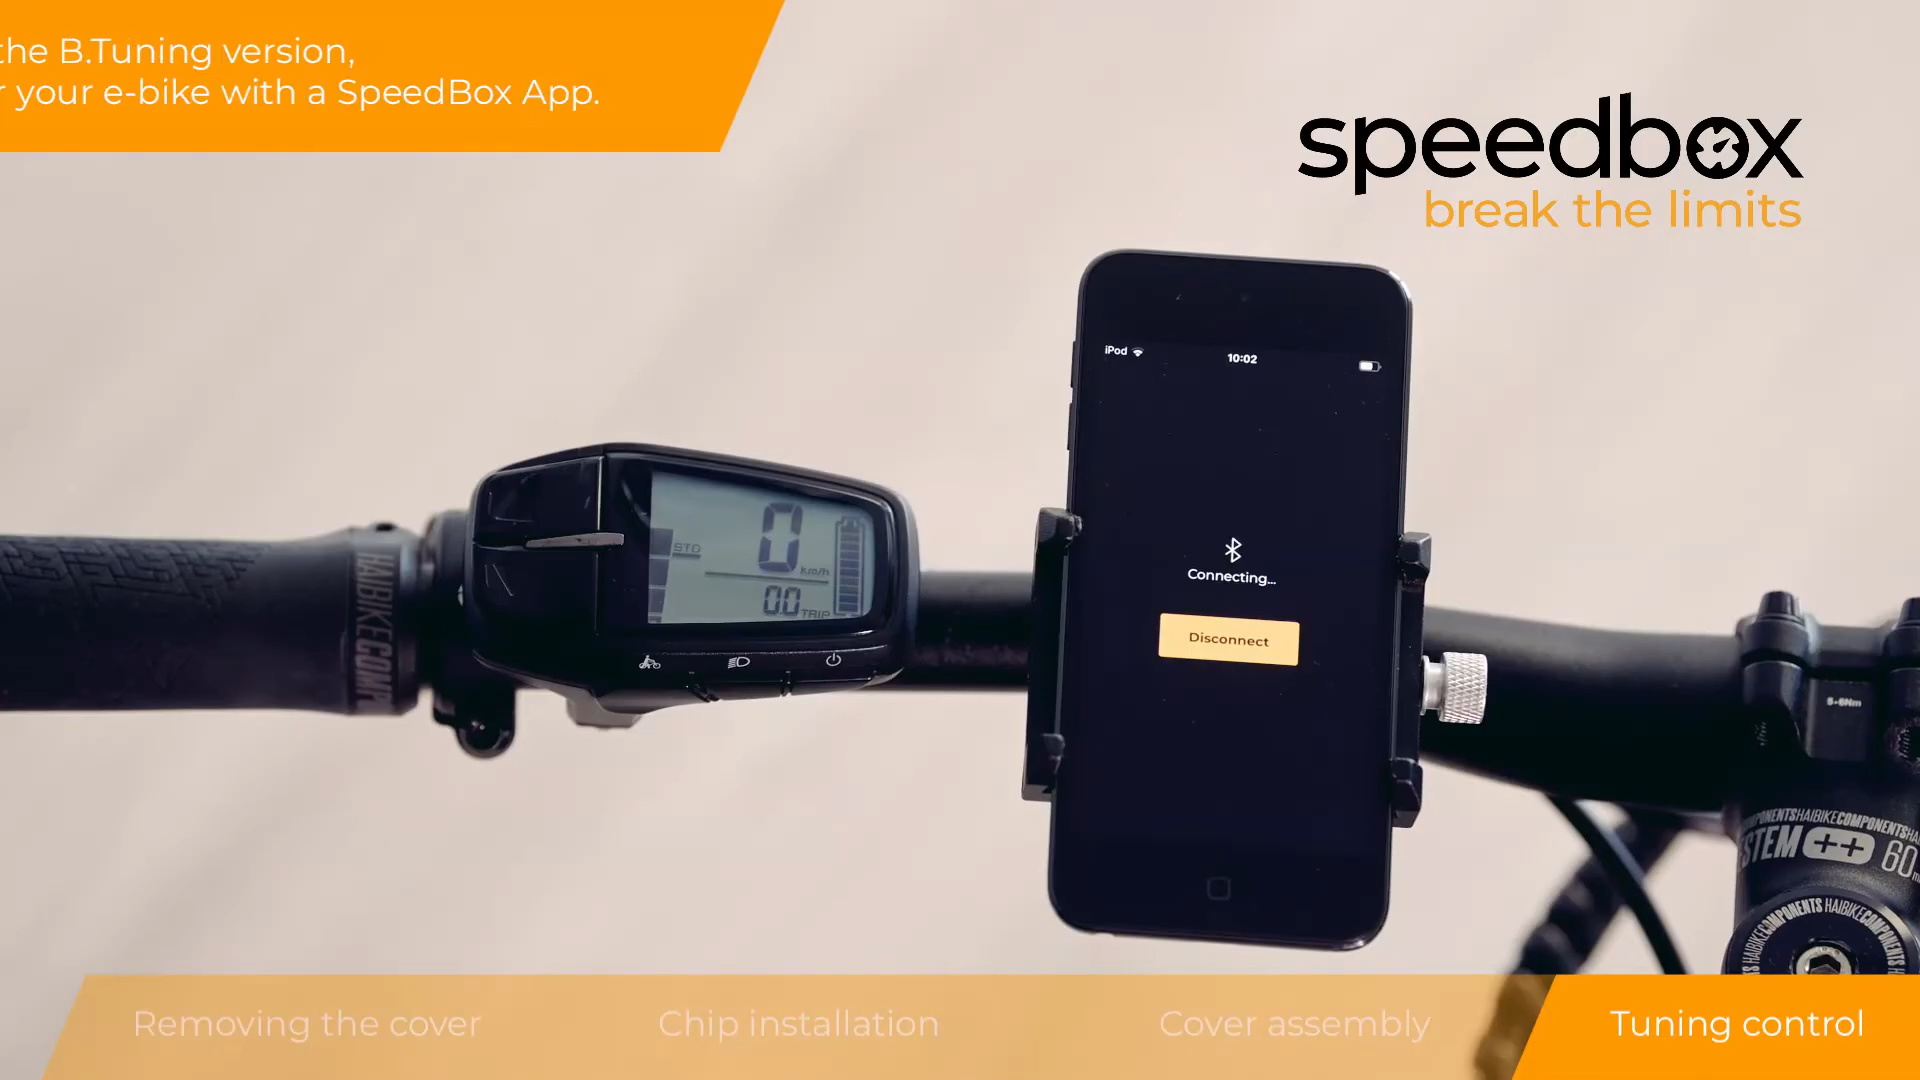 the B.Tuning version,
your e-bike with a SpeedBox App.
speedbox
break the limits
iPod
10:02
Connecting...
Disconnect
STD
0
km/h
0.0 TRIP
HAIBIKECOMP
5-6Nm
COMPONENTSHAIBIKECOMPONENTSHA
STEM ++ 60
HAIBIKECOMPONENTS HAIBIKECOMPONENTS
Removing the cover
Chip installation
Cover assembly
Tuning control